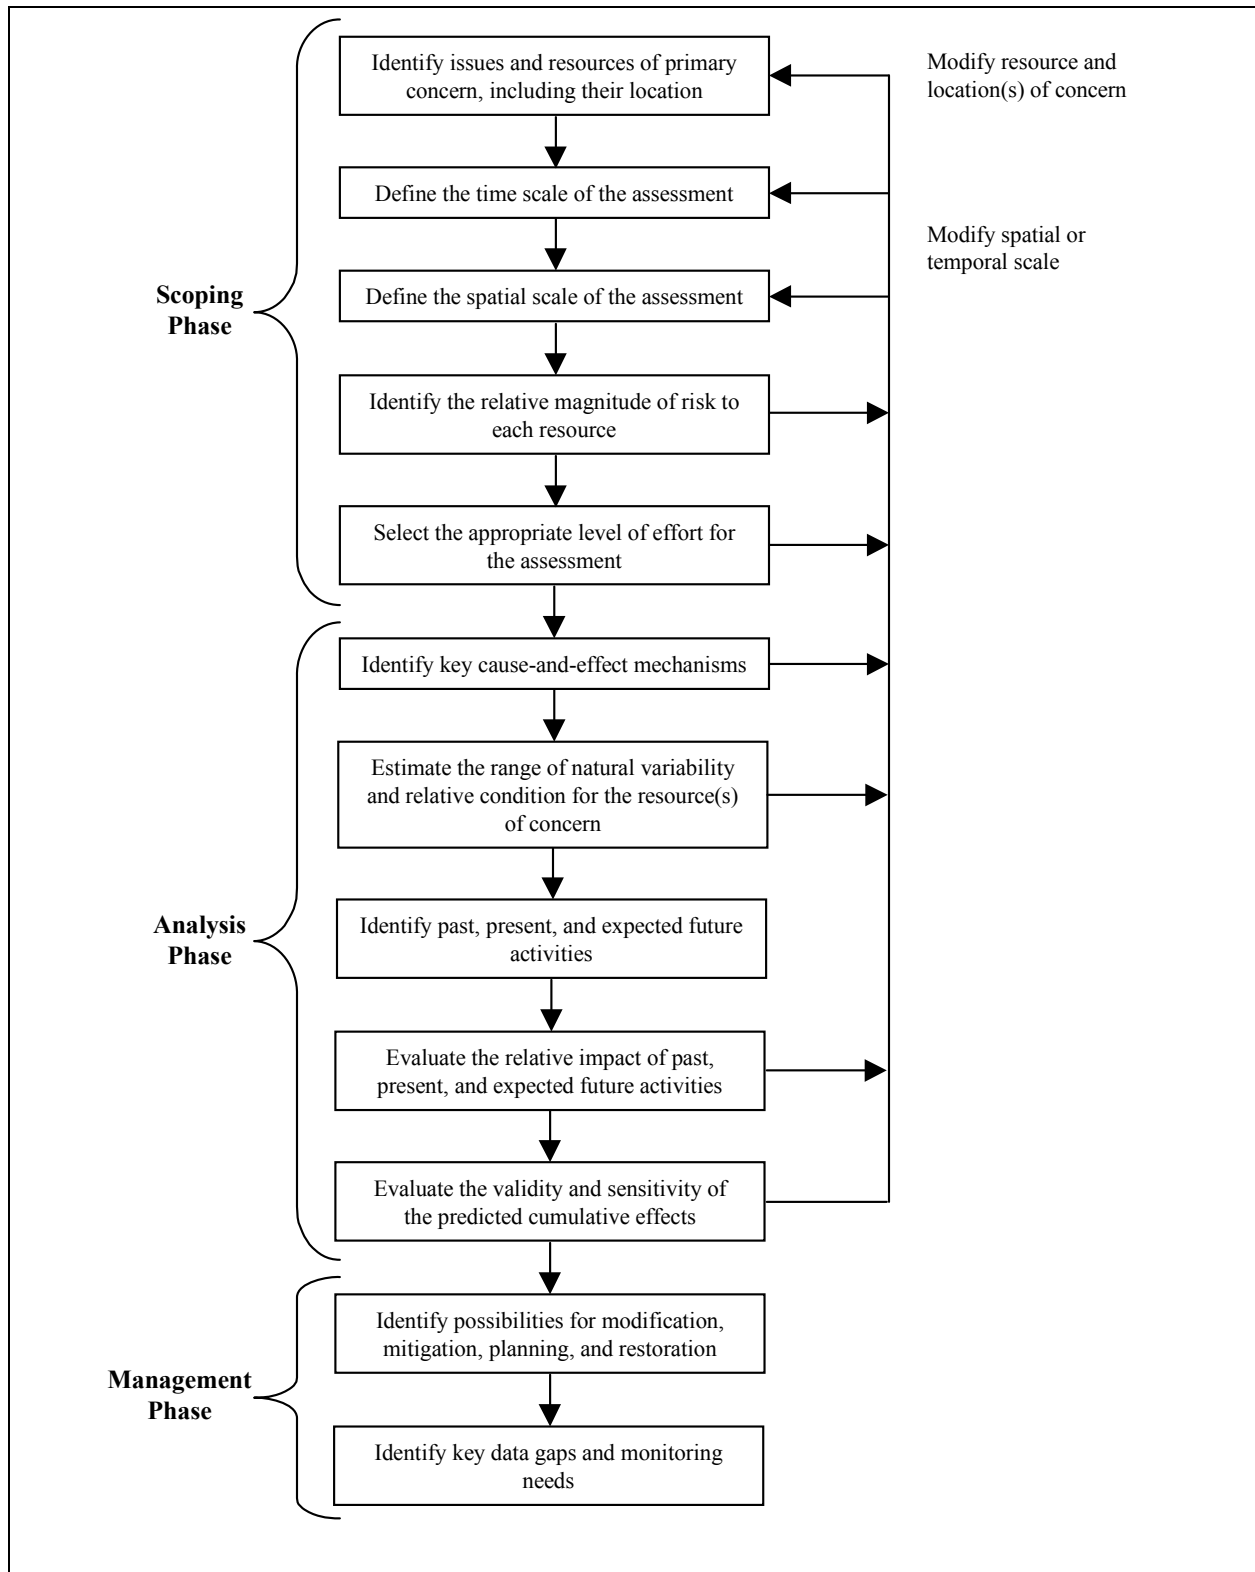 Identify issues and resources of primary
concern, including their location
Modify resource and
location(s) of concern
Define the time scale of the assessment
Modify spatial or
temporal scale
Define the spatial scale of the assessment
Scoping
Phase
Identify the relative magnitude of risk to
each resource
Select the appropriate level of effort for
the assessment
Identify key cause-and-effect mechanisms
Estimate the range of natural variability
and relative condition for the resource(s)
of concern
Analysis
Phase
Identify past, present, and expected future
activities
Evaluate the relative impact of past,
present, and expected future activities
Evaluate the validity and sensitivity of
the predicted cumulative effects
Identify possibilities for modification,
mitigation, planning, and restoration
Management
Phase
Identify key data gaps and monitoring
needs